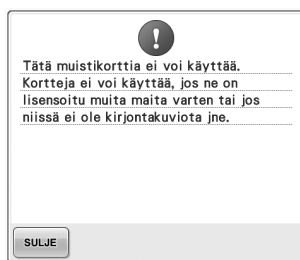 Tätä muistikorttia ei voi käyttää.
Kortteja ei voi käyttää, jos ne on
lisensoitu muita maita varten tai jos
niissä ei ole kirjontakuviota jne.
SULJE